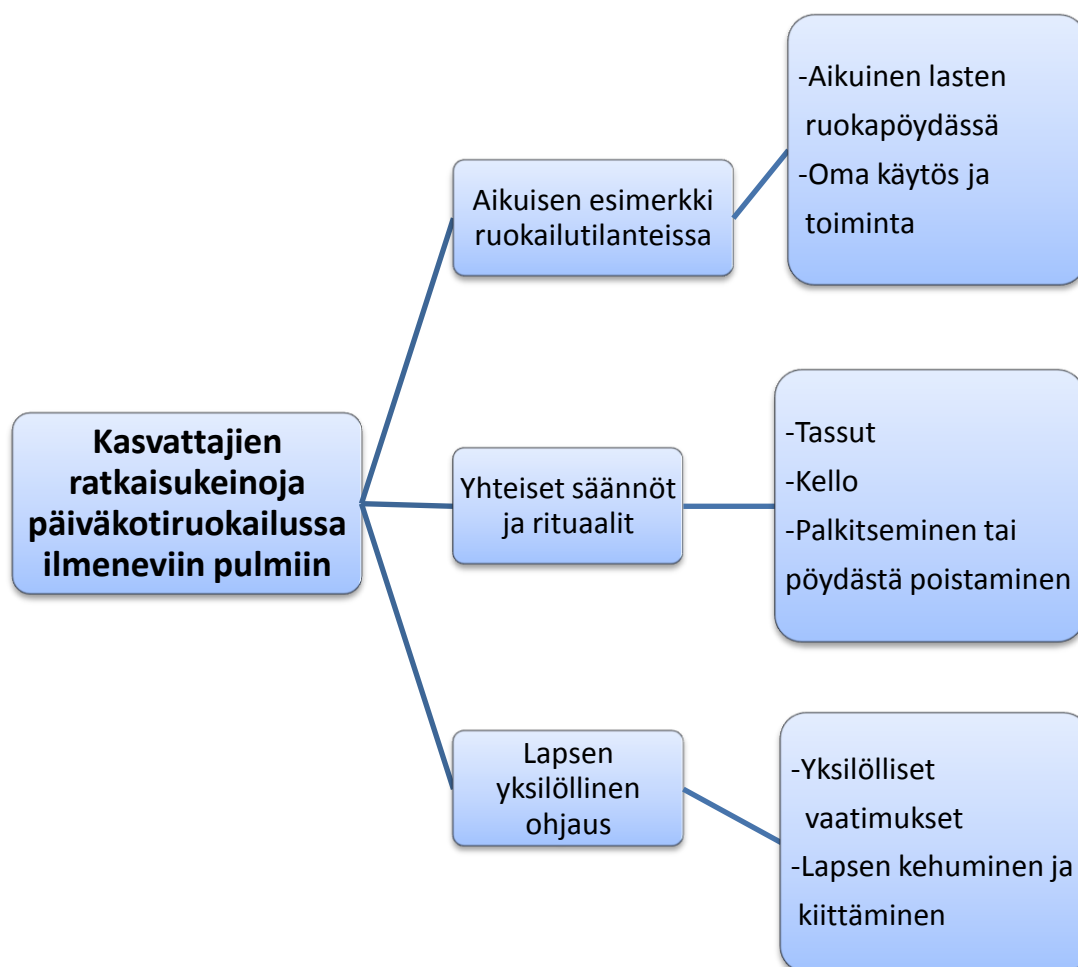 Kasvattajien
ratkaisukeinoja
päiväkotiruokailussa
ilmeneviin pulmiin
Aikuisen esimerkki
ruokailutilanteissa
-Aikuinen lasten
ruokapöydässä
-Oma käytös ja
toiminta
Yhteiset säännöt
ja rituaalit
-Tassut
-Kello
-Palkitseminen tai
pöydästä poistaminen
Lapsen
yksilöllinen
ohjaus
-Yksilölliset
vaatimukset
-Lapsen kehuminen ja
kiittäminen